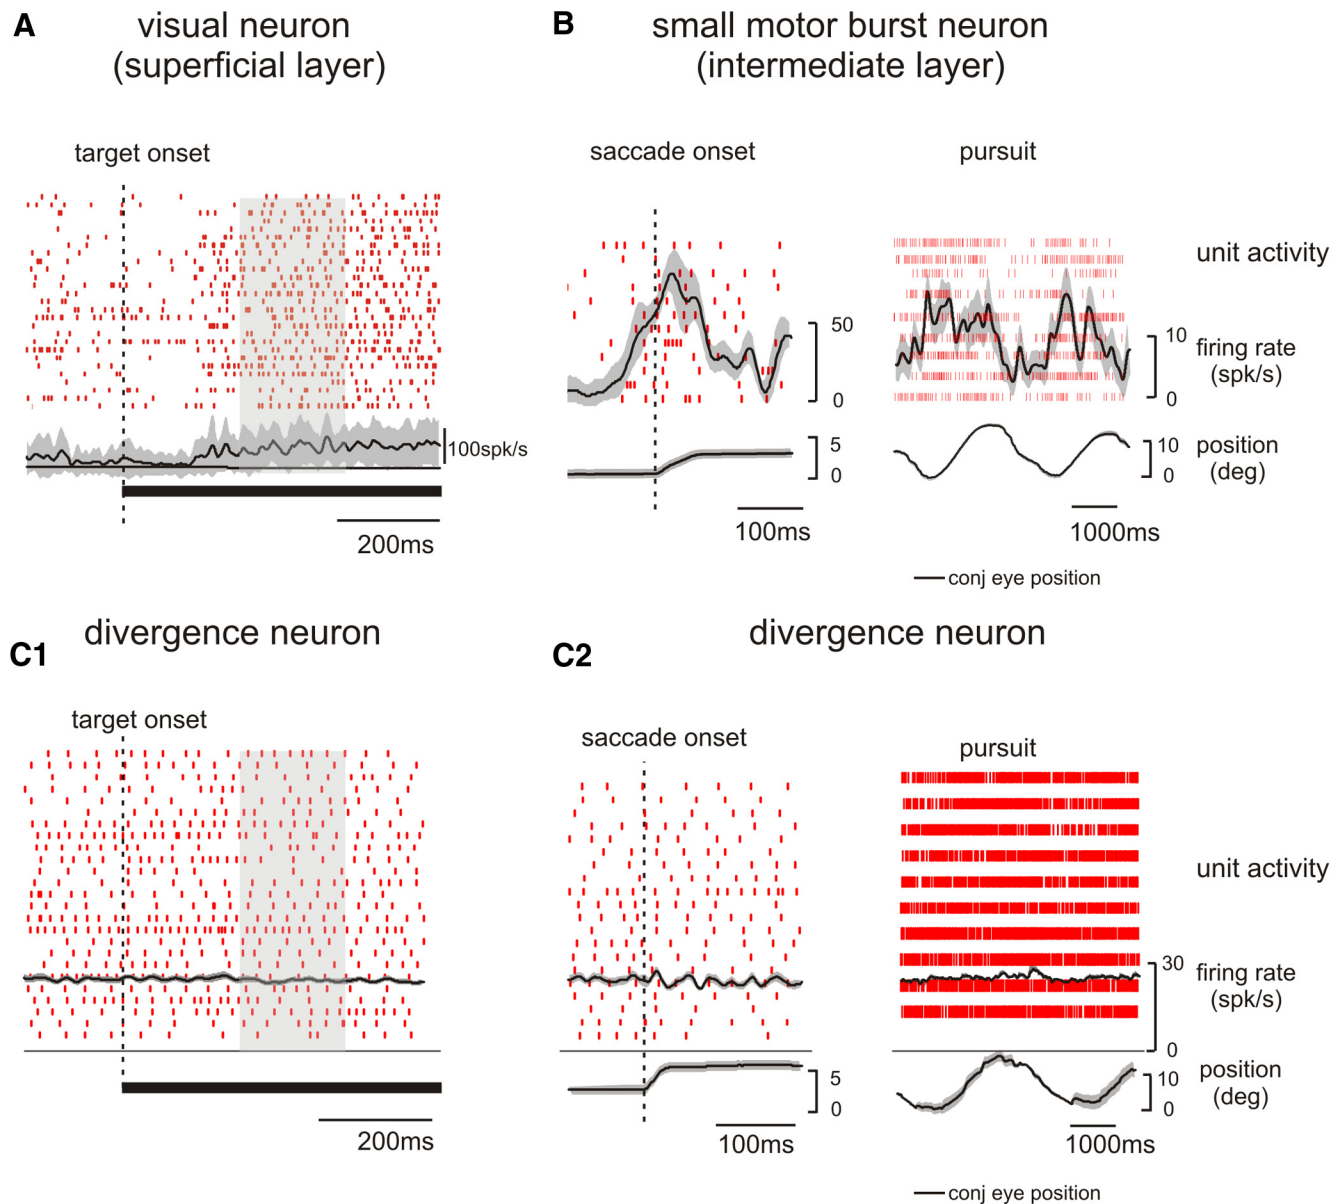 A
visual neuron
(superficial layer)
target onset
100spk/s
200ms
B
small motor burst neuron
(intermediate layer)
saccade onset
50
0
5
0
100ms
pursuit
unit activity
10
firing rate
(spk/s)
0
10
position
0
(deg)
1000ms
conj eye position
C1
divergence neuron
target onset
200ms
C2
divergence neuron
saccade onset
5
0
100ms
pursuit
unit activity
30
firing rate
(spk/s)
0
position
10
(deg)
0
1000ms
conj eye position